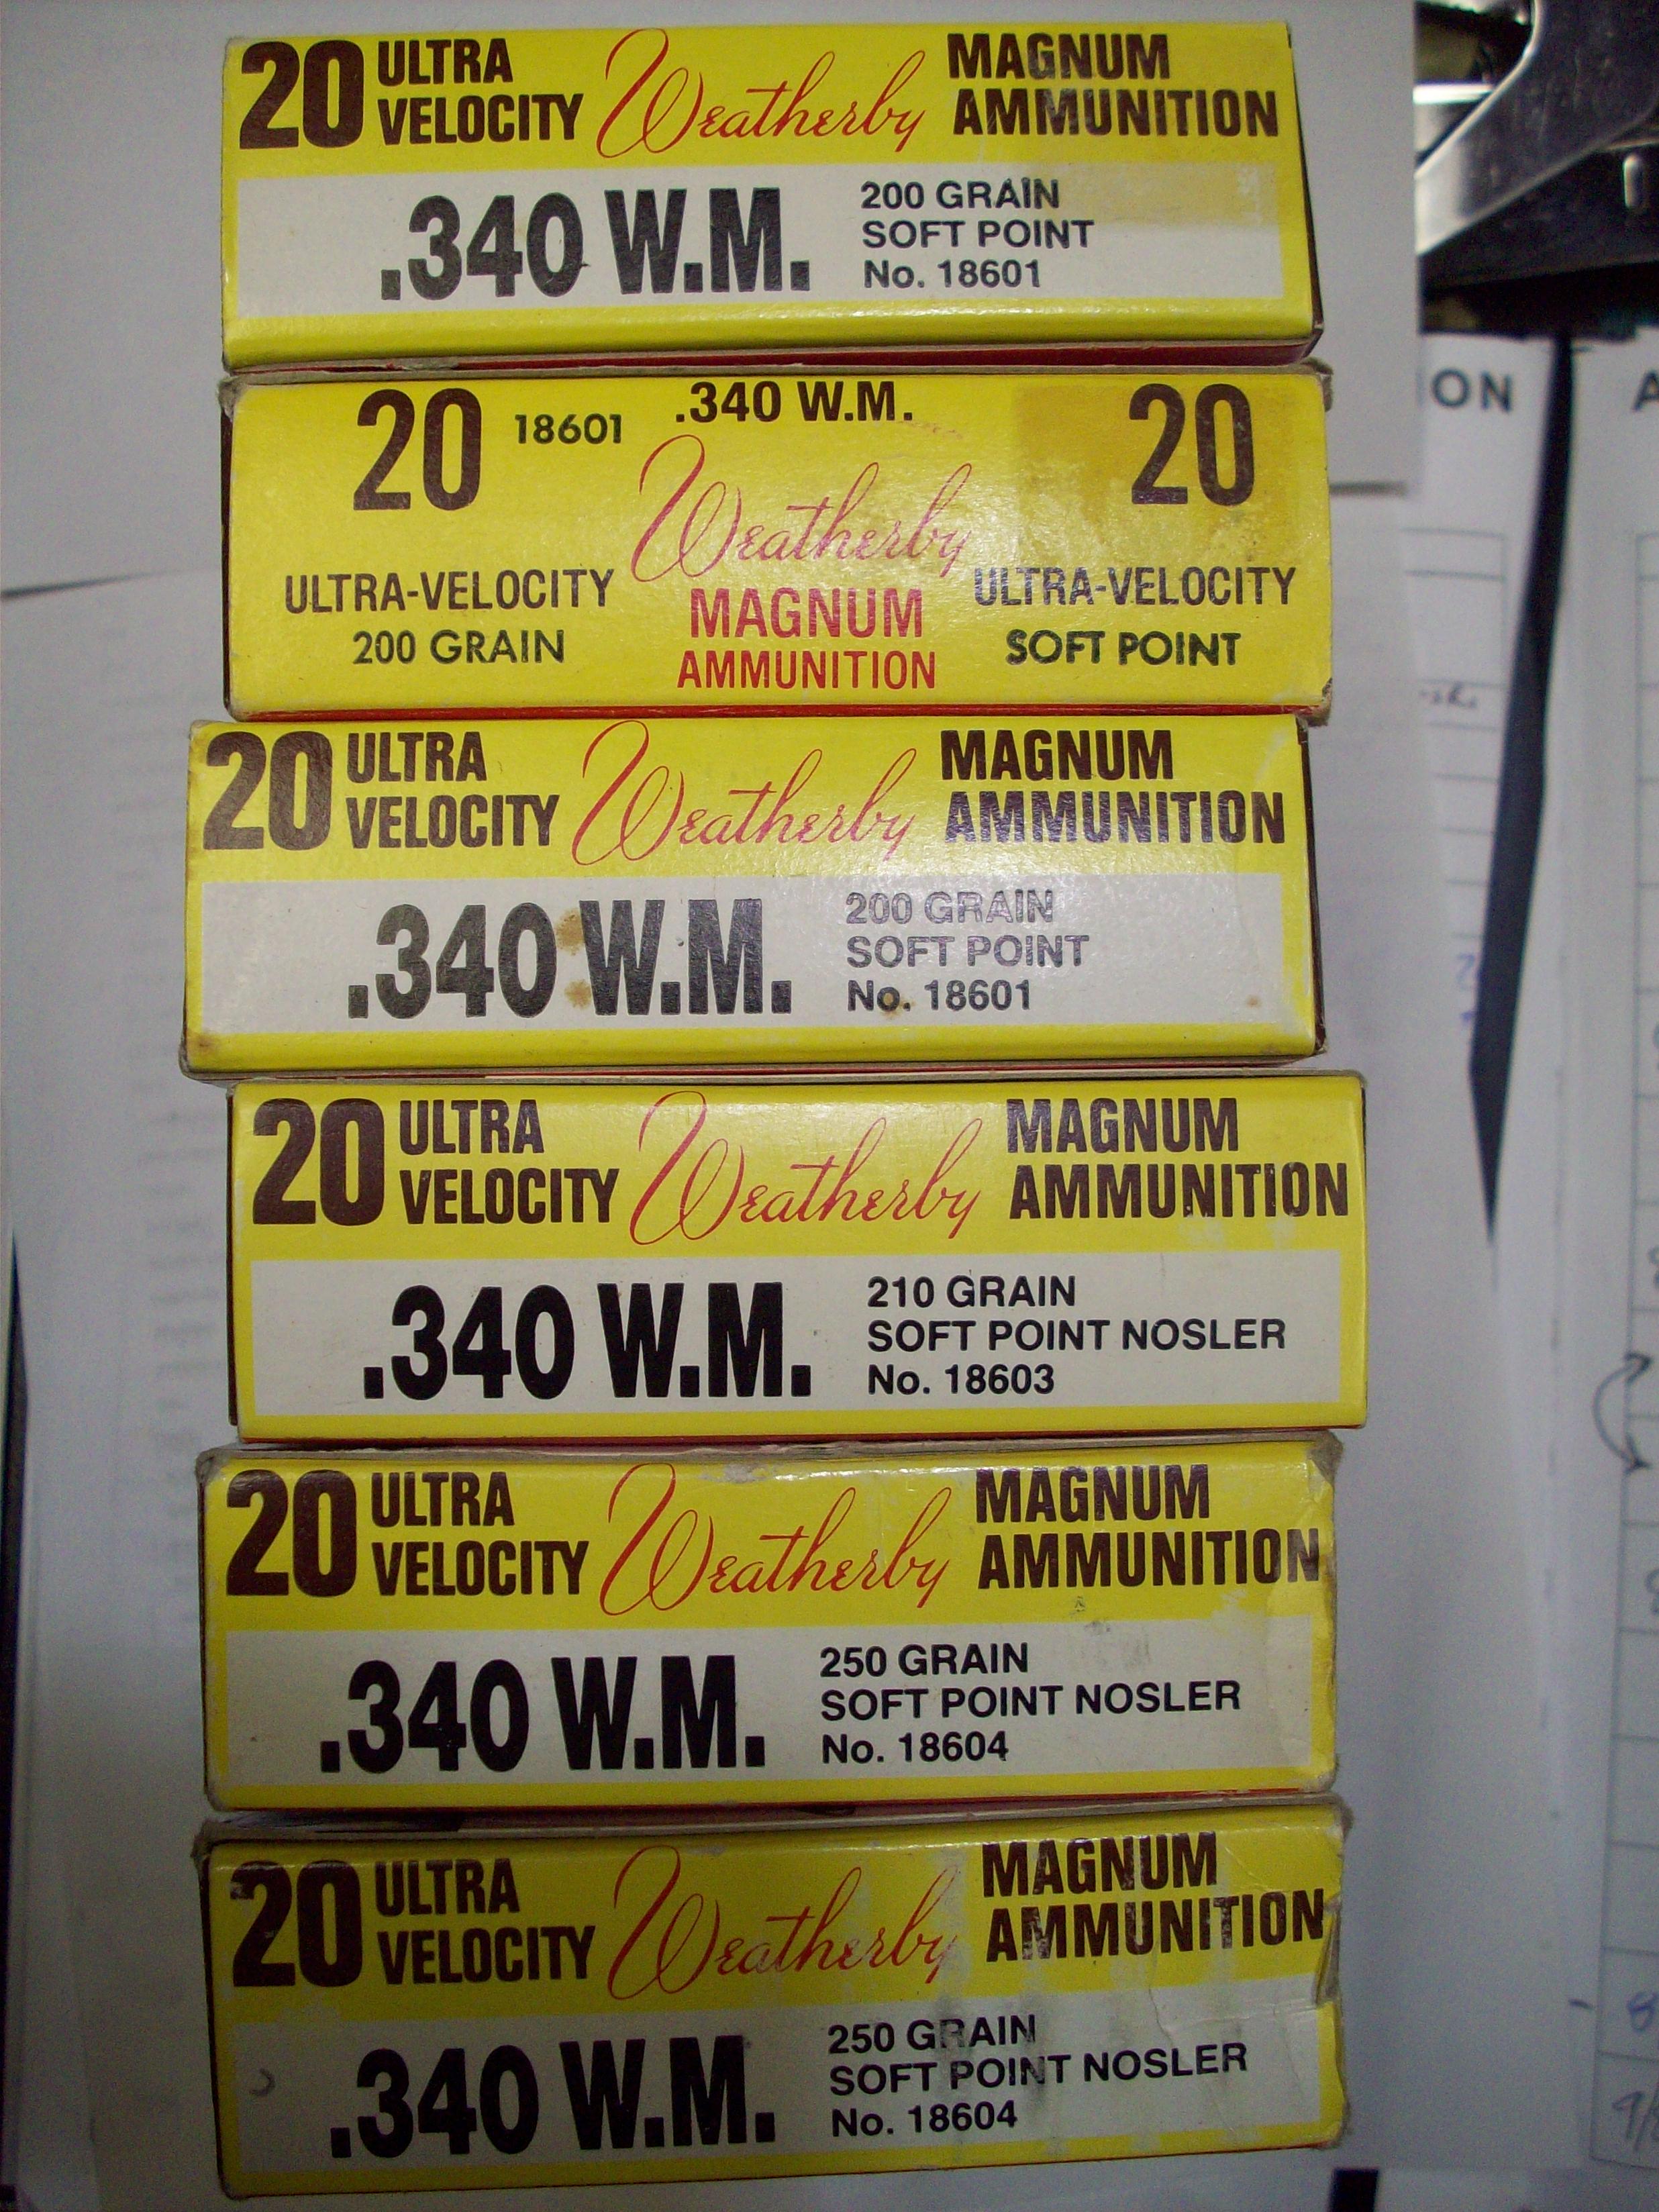 20 ULTRA VELOCITY Weatherby MAGNUM AMMUNITION
.340 W.M.
200 GRAIN
SOFT POINT
No. 18601
20 18601 .340 W.M. 20
Weatherby
ULTRA-VELOCITY MAGNUM ULTRA-VELOCITY
200 GRAIN AMMUNITION SOFT POINT
20 ULTRA VELOCITY Weatherby MAGNUM AMMUNITION
.340 W.M.
200 GRAIN
SOFT POINT
No. 18601
20 ULTRA VELOCITY Weatherby MAGNUM AMMUNITION
.340 W.M.
210 GRAIN
SOFT POINT NOSLER
No. 18603
20 ULTRA VELOCITY Weatherby MAGNUM AMMUNITION
.340 W.M.
250 GRAIN
SOFT POINT NOSLER
No. 18604
20 ULTRA VELOCITY Weatherby MAGNUM AMMUNITION
.340 W.M.
250 GRAIN
SOFT POINT NOSLER
No. 18604
ON